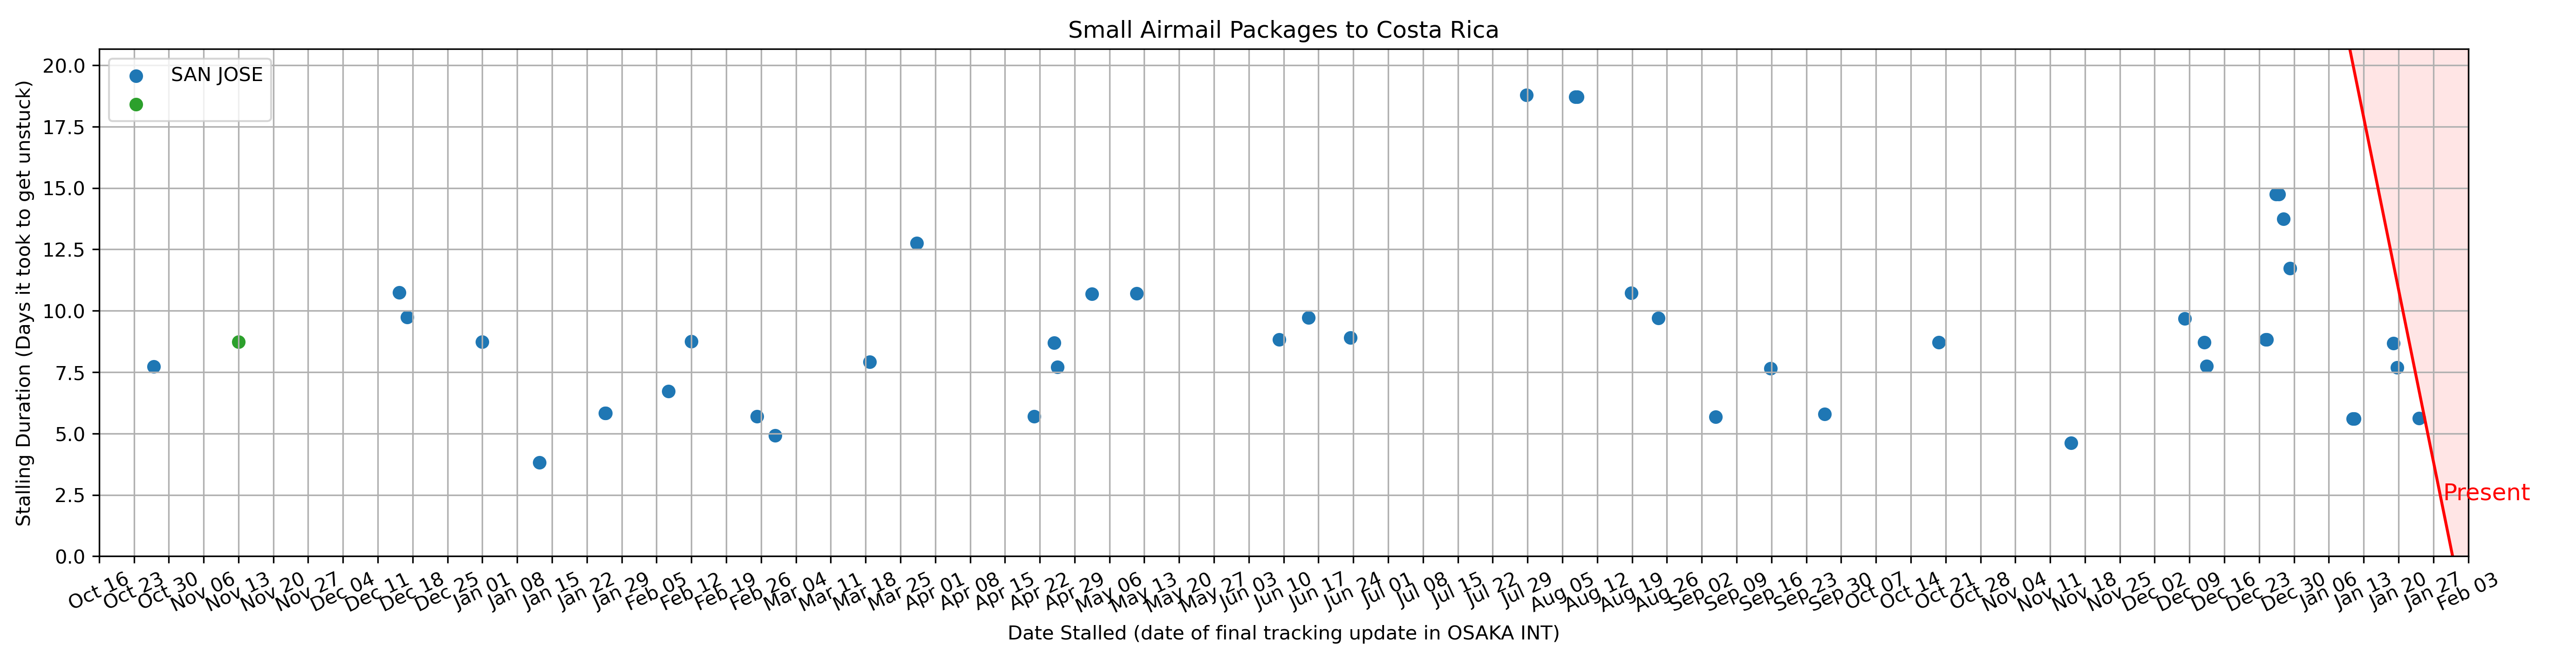 Small Airmail Packages to Costa Rica
SAN JOSE
Stalling Duration (Days it took to get unstuck)
20.0
17.5
15.0
12.5
10.0
7.5
5.0
2.5
0.0
Present
Oct 16 Oct 23 Oct 30 Nov 06 Nov 13 Nov 20 Nov 27 Dec 04 Dec 11 Dec 18 Dec 25 Jan 01 Jan 08 Jan 15 Jan 22 Jan 29 Feb 05 Feb 12 Feb 19 Feb 26 Mar 04 Mar 11 Mar 18 Mar 25 Apr 01 Apr 08 Apr 15 Apr 22 Apr 29 May 06 May 13 May 20 May 27 Jun 03 Jun 10 Jun 17 Jun 24 Jul 01 Jul 08 Jul 15 Jul 22 Jul 29 Aug 05 Aug 12 Aug 19 Aug 26 Sep 02 Sep 09 Sep 16 Sep 23 Sep 30 Oct 07 Oct 14 Oct 21 Oct 28 Nov 04 Nov 11 Nov 18 Nov 25 Dec 02 Dec 09 Dec 16 Dec 23 Dec 30 Jan 06 Jan 13 Jan 20 Jan 27 Feb 03
Date Stalled (date of final tracking update in OSAKA INT)